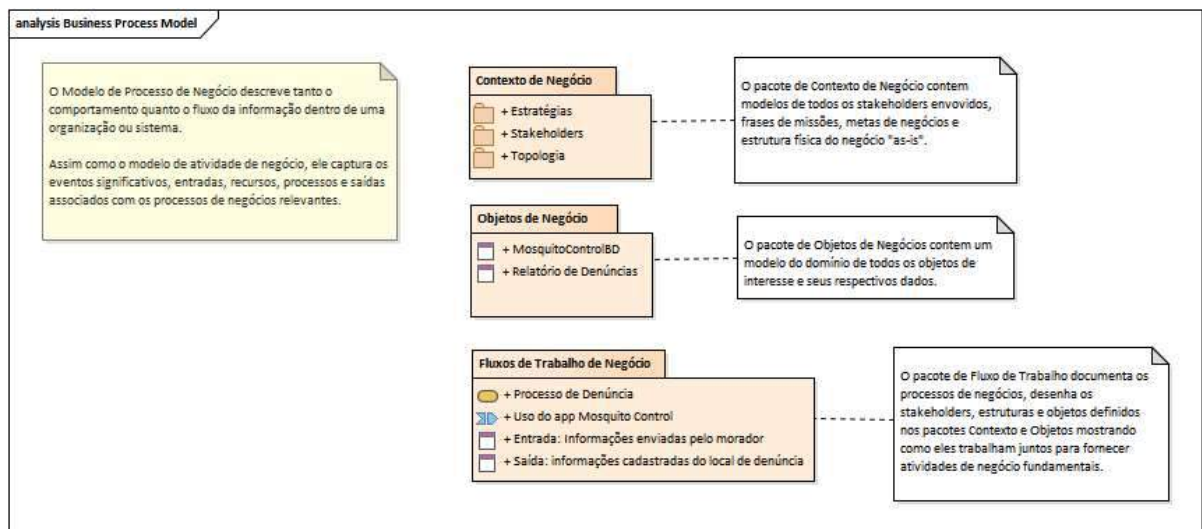 analysis Business Process Model
O Modelo de Processo de Negócio descreve tanto o
comportamento quanto o fluxo da informação dentro de uma
organização ou sistema.
Assim como o modelo de atividade de negócio, ele captura os
eventos significativos, entradas, recursos, processos e saídas
associados com os processos de negócios relevantes.
Contexto de Negócio
+ Estratégias
+ Stakeholders
+ Topologia
O pacote de Contexto de Negócio contem
modelos de todos os stakeholders envovidos,
frases de missões, metas de negócios e
estrutura física do negócio "as-is".
Objetos de Negócio
+ MosquitoControlBD
+ Relatório de Denúncias
O pacote de Objetos de Negócios contem um
modelo do domínio de todos os objetos de
interesse e seus respectivos dados.
Fluxos de Trabalho de Negócio
+ Processo de Denúncia
+ Uso do app Mosquito Control
+ Entrada: Informações enviadas pelo morador
+ Saída: informações cadastradas do local de denúncia
O pacote de Fluxo de Trabalho documenta os
processos de negócios, desenha os
stakeholders, estruturas e objetos definidos
nos pacotes Contexto e Objetos mostrando
como eles trabalham juntos para fornecer
atividades de negócio fundamentais.